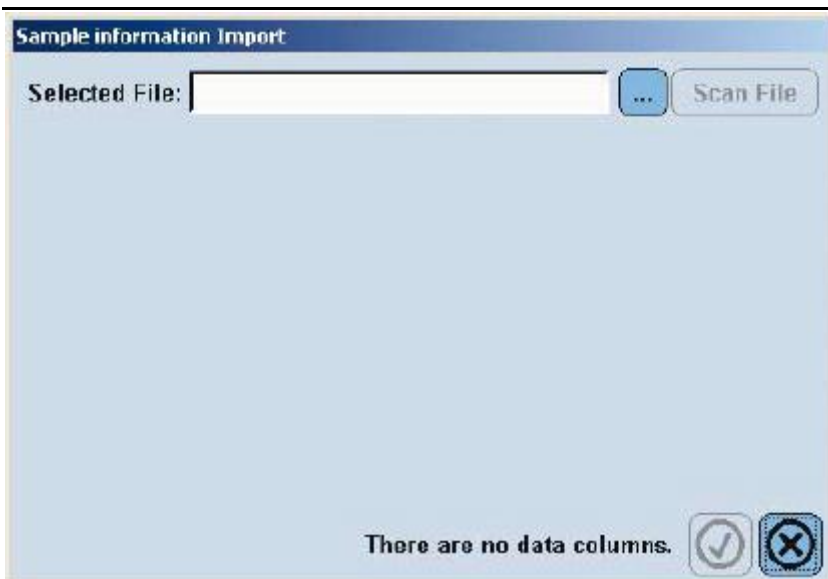 Sample information Import
Selected File: ... Scan File
There are no data columns.